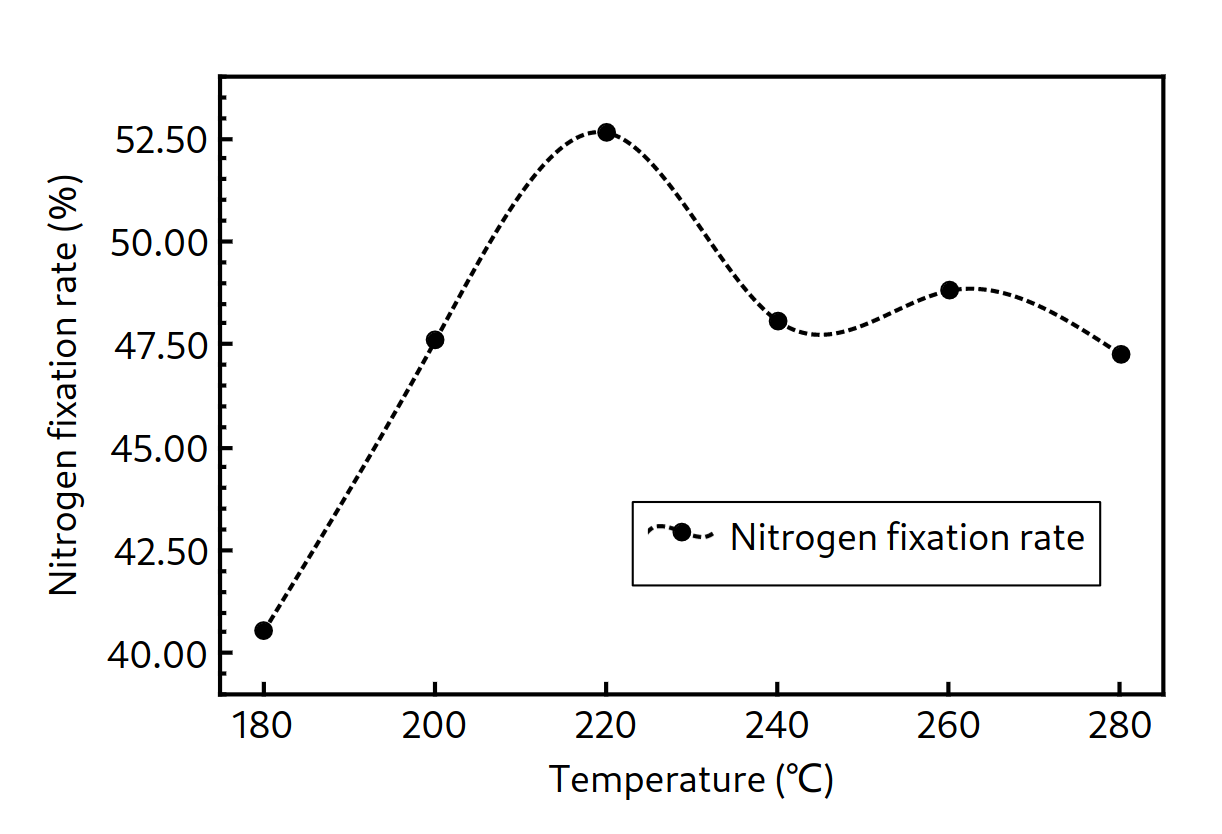 Nitrogen fixation rate (%)
52.50
50.00
47.50
45.00
42.50
40.00
Nitrogen fixation rate
180 200 220 240 260 280
Temperature (℃)